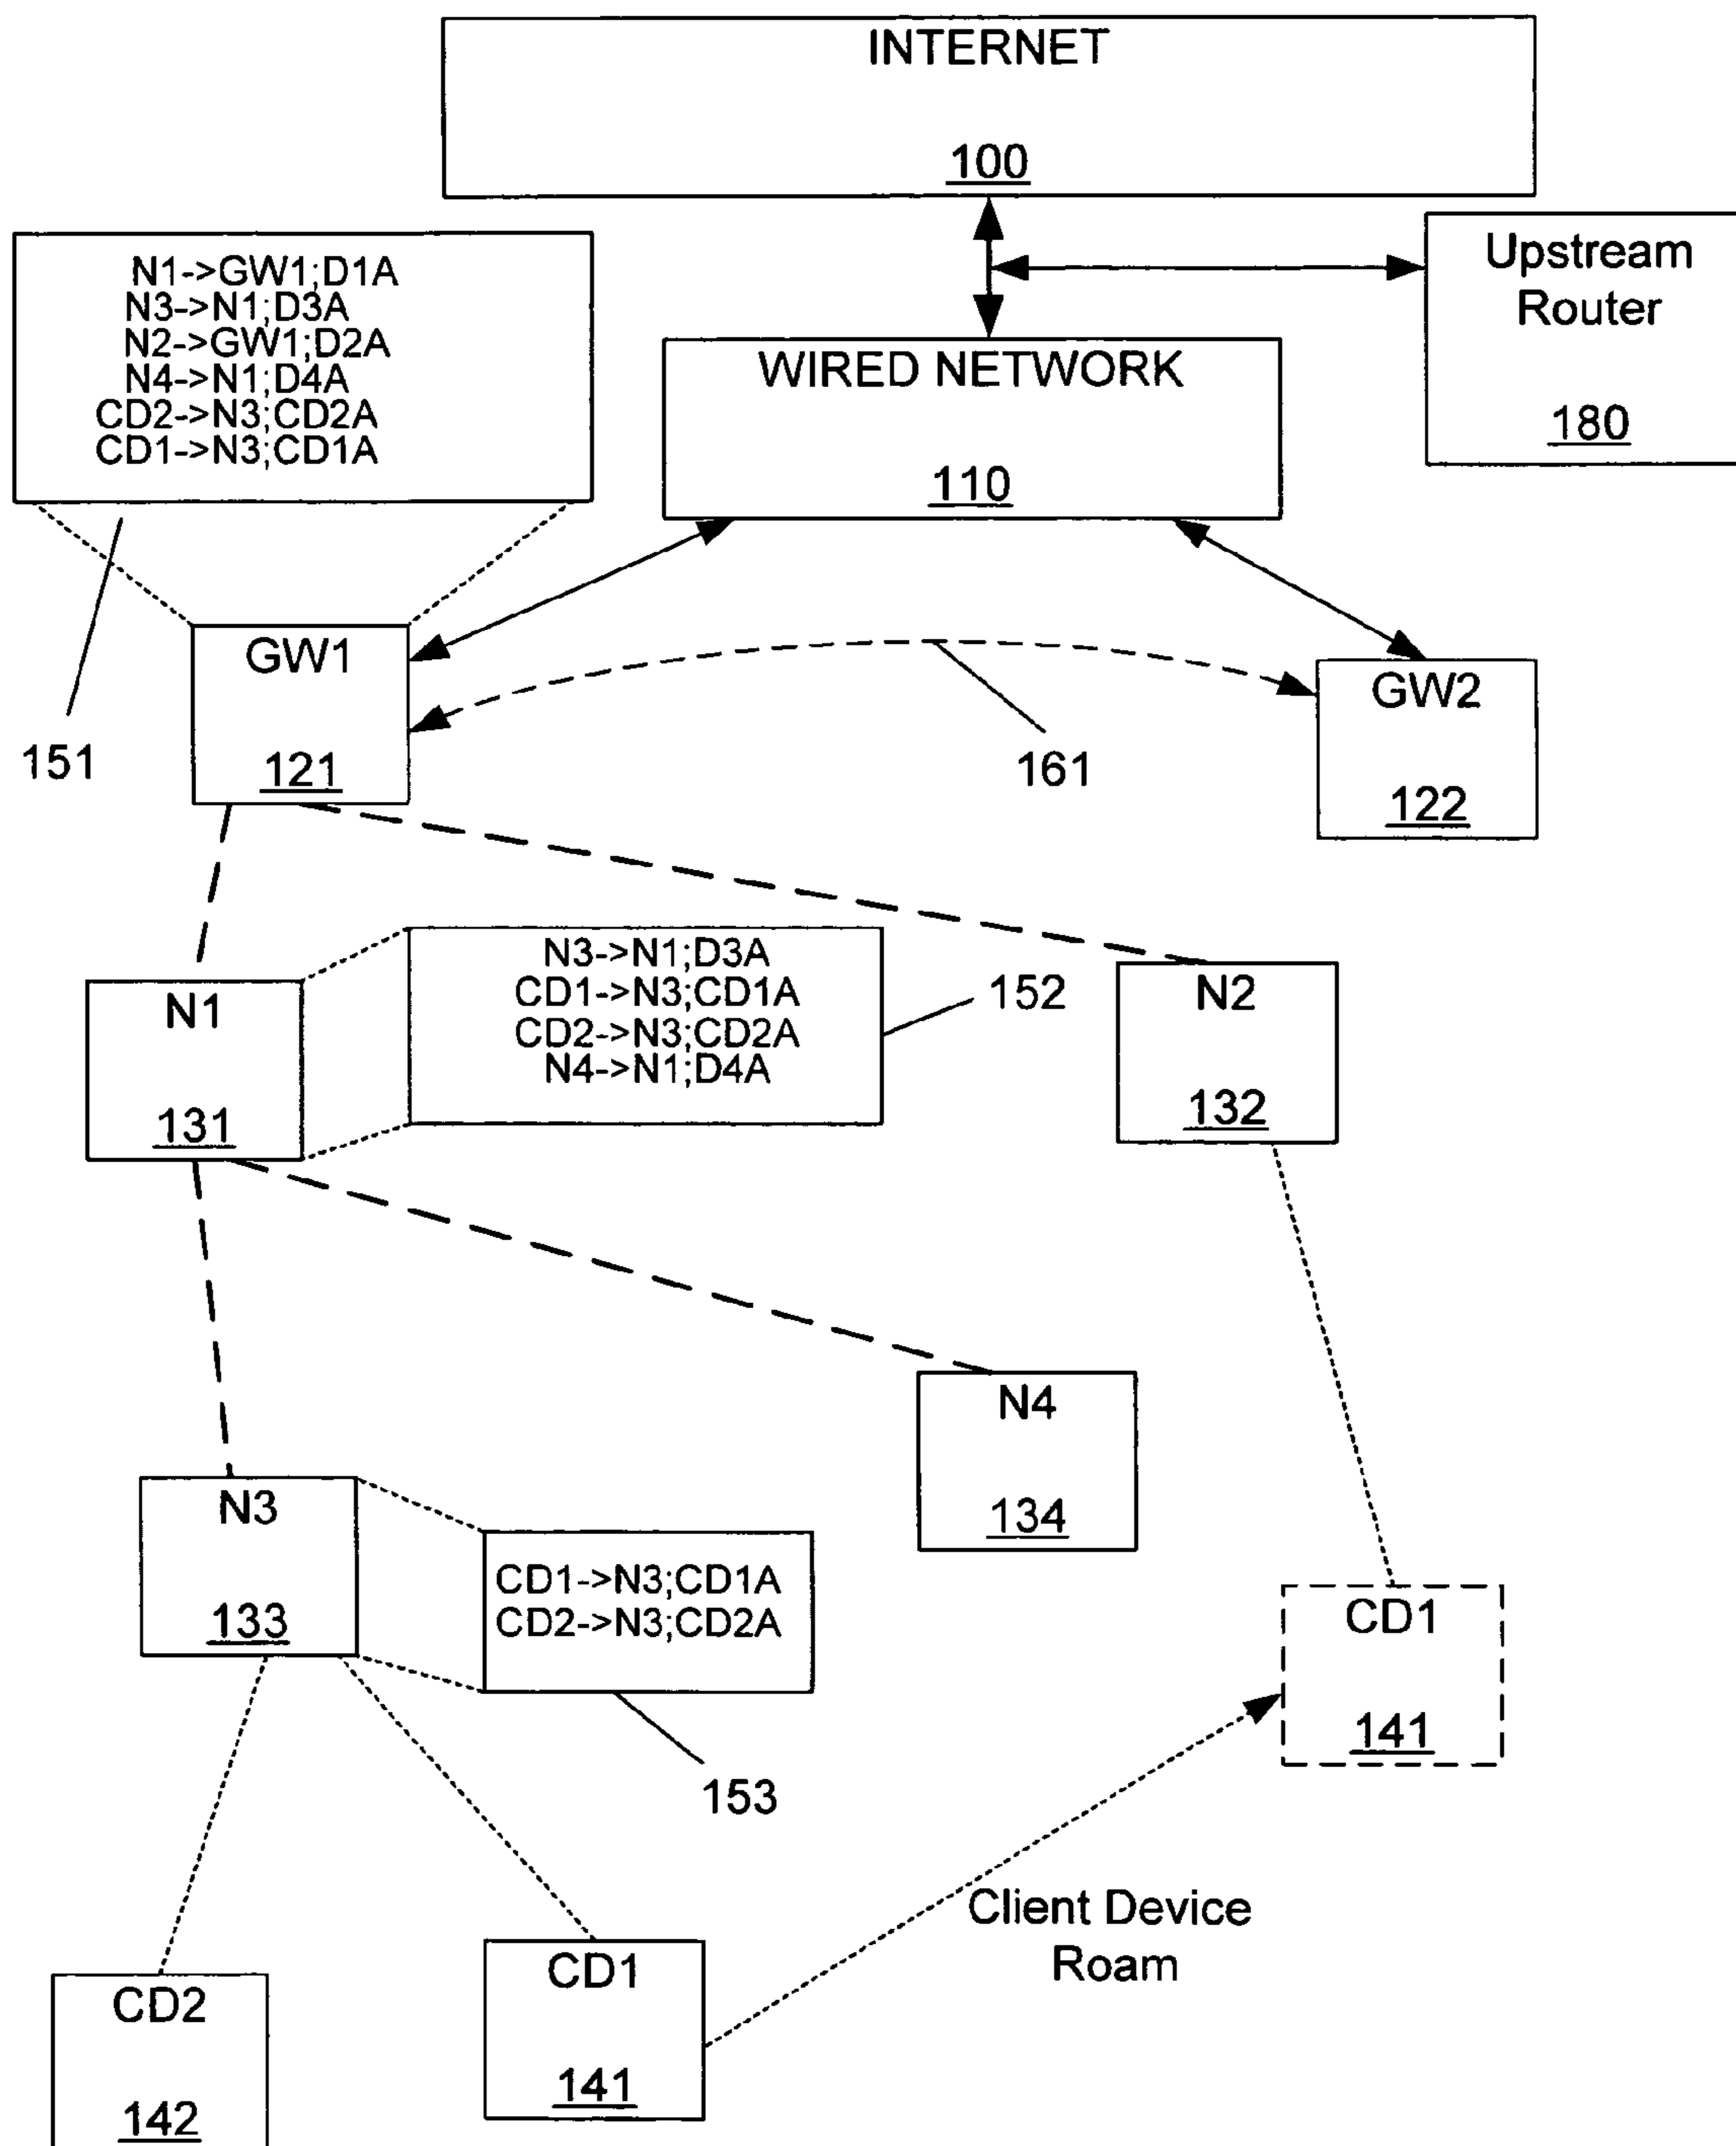 INTERNET
100
Upstream
Router
180
N1->GW1;D1A
N3->N1;D3A
N2->GW1;D2A
N4->N1;D4A
CD2->N3;CD2A
CD1->N3;CD1A
WIRED NETWORK
110
151
GW1
121
161
GW2
122
N1
131
N3->N1;D3A
CD1->N3;CD1A
CD2->N3;CD2A
N4->N1;D4A
152
N2
132
N4
134
N3
133
CD1->N3;CD1A
CD2->N3;CD2A
153
CD1
141
Client Device
Roam
CD2
142
CD1
141